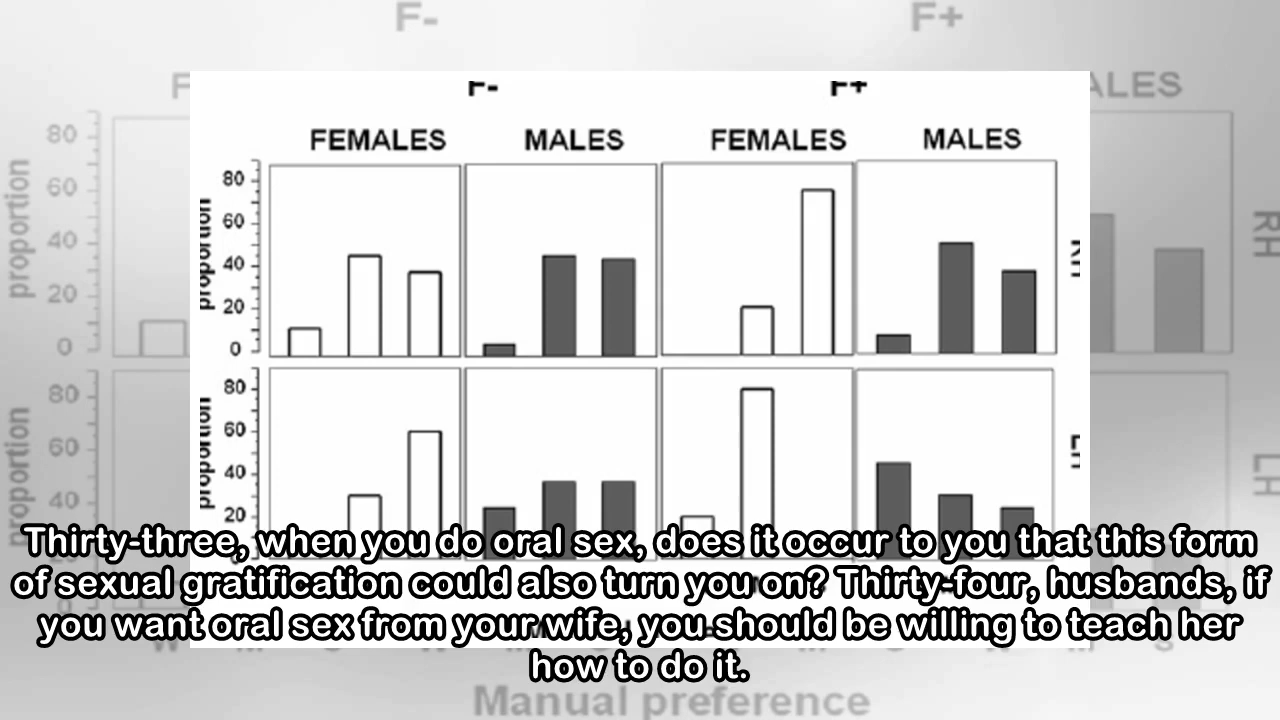 F-
F+
F-
F+
ALES
FEMALES
MALES
FEMALES
MALES
80
60
40
20
0
proportion
80
60
40
20
0
proportion
RH
80
60
40
proportion
80
60
40
20
proportion
LH
Thirty-three, when you do oral sex, does it occur to you that this form
of sexual gratification could also turn you on? Thirty-four, husbands, if
you want oral sex from your wife, you should be willing to teach her
how to do it.
Manual preference